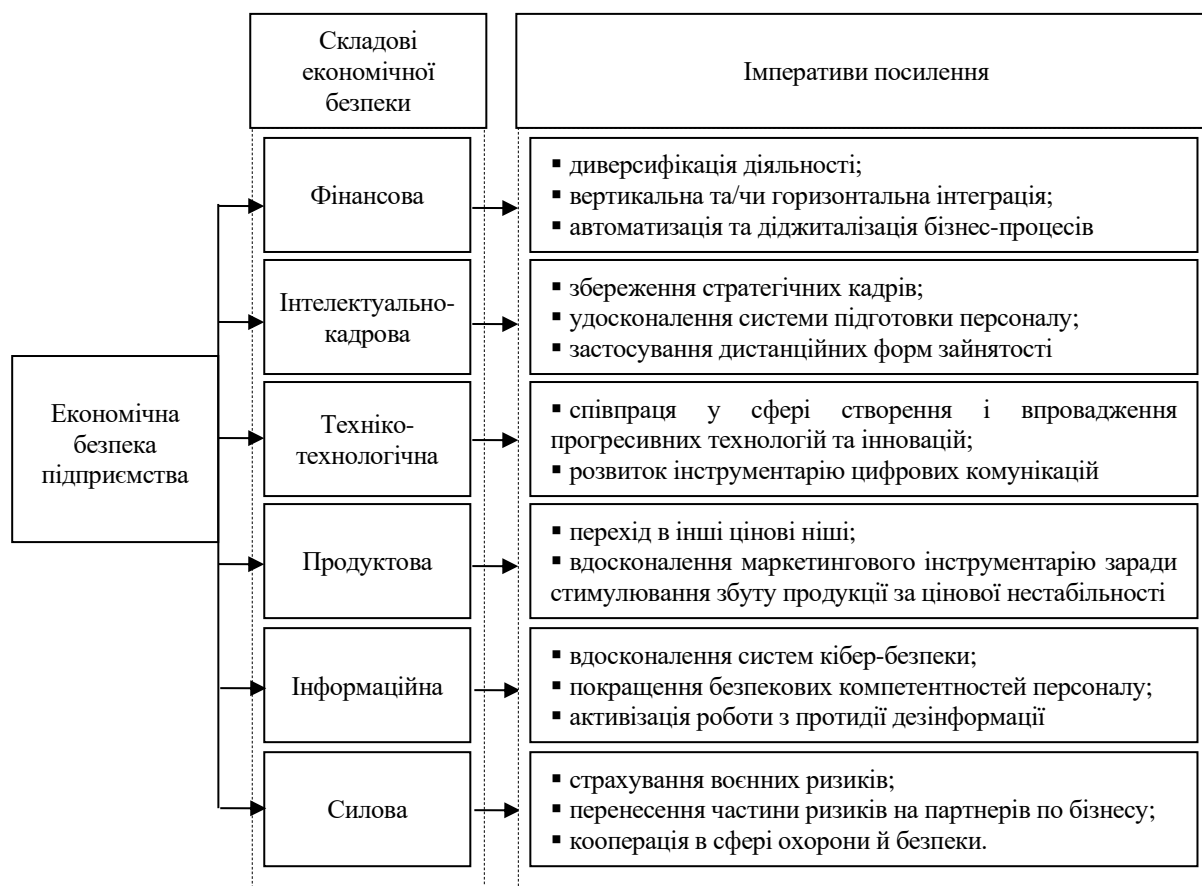 Складові
економічної
безпеки
Імперативи посилення
Економічна
безпека
підприємства
Фінансова
▪ диверсифікація діяльності;
▪ вертикальна та/чи горизонтальна інтеграція;
▪ автоматизація та діджиталізація бізнес-процесів
Інтелектуально-
кадрова
▪ збереження стратегічних кадрів;
▪ удосконалення системи підготовки персоналу;
▪ застосування дистанційних форм зайнятості
Техніко-
технологічна
▪ співпраця у сфері створення і впровадження
прогресивних технологій та інновацій;
▪ розвиток інструментарію цифрових комунікацій
Продуктова
▪ перехід в інші цінові ніші;
▪ вдосконалення маркетингового інструментарію заради
стимулювання збуту продукції за цінової нестабільності
Інформаційна
▪ вдосконалення систем кібер-безпеки;
▪ покращення безпекових компетентностей персоналу;
▪ активізація роботи з протидії дезінформації
Силова
▪ страхування воєнних ризиків;
▪ перенесення частини ризиків на партнерів по бізнесу;
▪ кооперація в сфері охорони й безпеки.